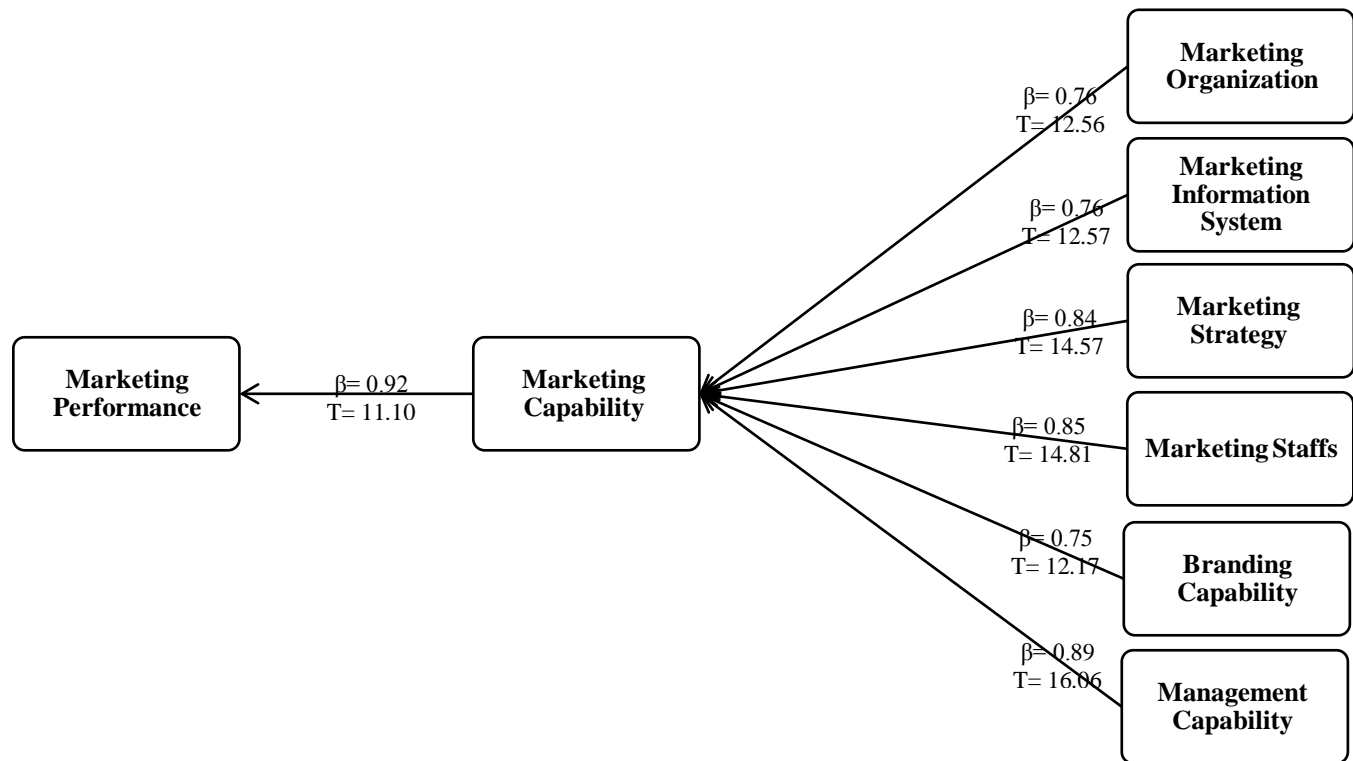 Marketing
Organization
β= 0.76
T= 12.56
Marketing
Information
System
β= 0.76
T= 12.57
Marketing
Strategy
β= 0.84
T= 14.57
Marketing
Performance
β= 0.92
T= 11.10
Marketing
Capability
β= 0.85
T= 14.81
Marketing Staffs
β= 0.75
T= 12.17
Branding
Capability
β= 0.89
T= 16.06
Management
Capability